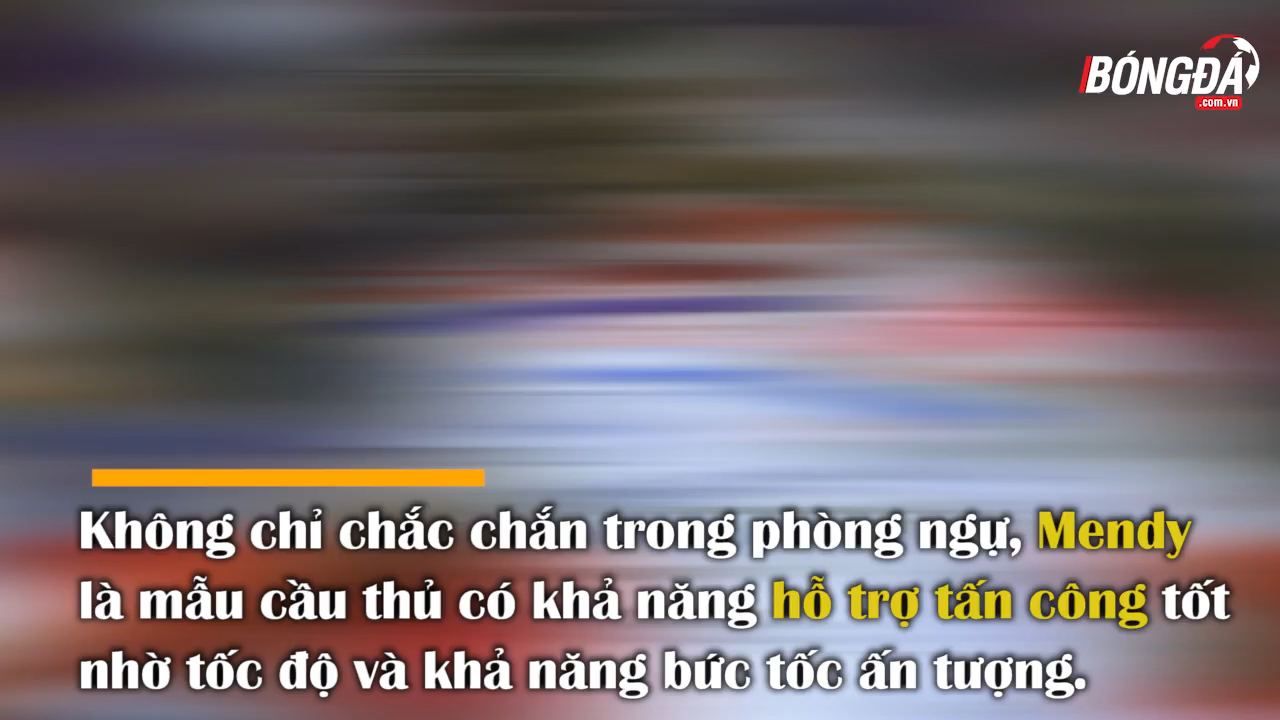 BÓNGĐÁ
.com.vn
Không chỉ chắc chắn trong phòng ngự, Mendy
là mẫu cầu thủ có khả năng hỗ trợ tấn công tốt
nhờ tốc độ và khả năng bức tốc ấn tượng.